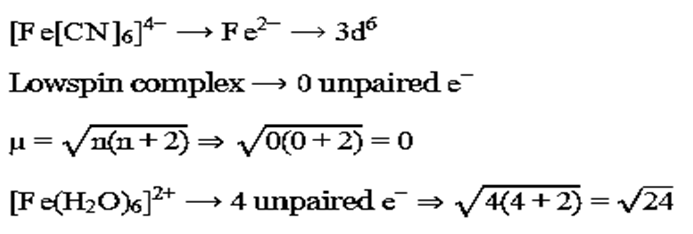 [Fe[CN]₆]⁴⁻ ⟶ Fe²⁻ ⟶ 3d⁶
Lowspin complex ⟶ 0 unpaired e⁻
μ = √n(n + 2) ⇒ √0(0 + 2) = 0
[Fe(H₂O)₆]²⁺ ⟶ 4 unpaired e⁻ ⇒ √4(4 + 2) = √24